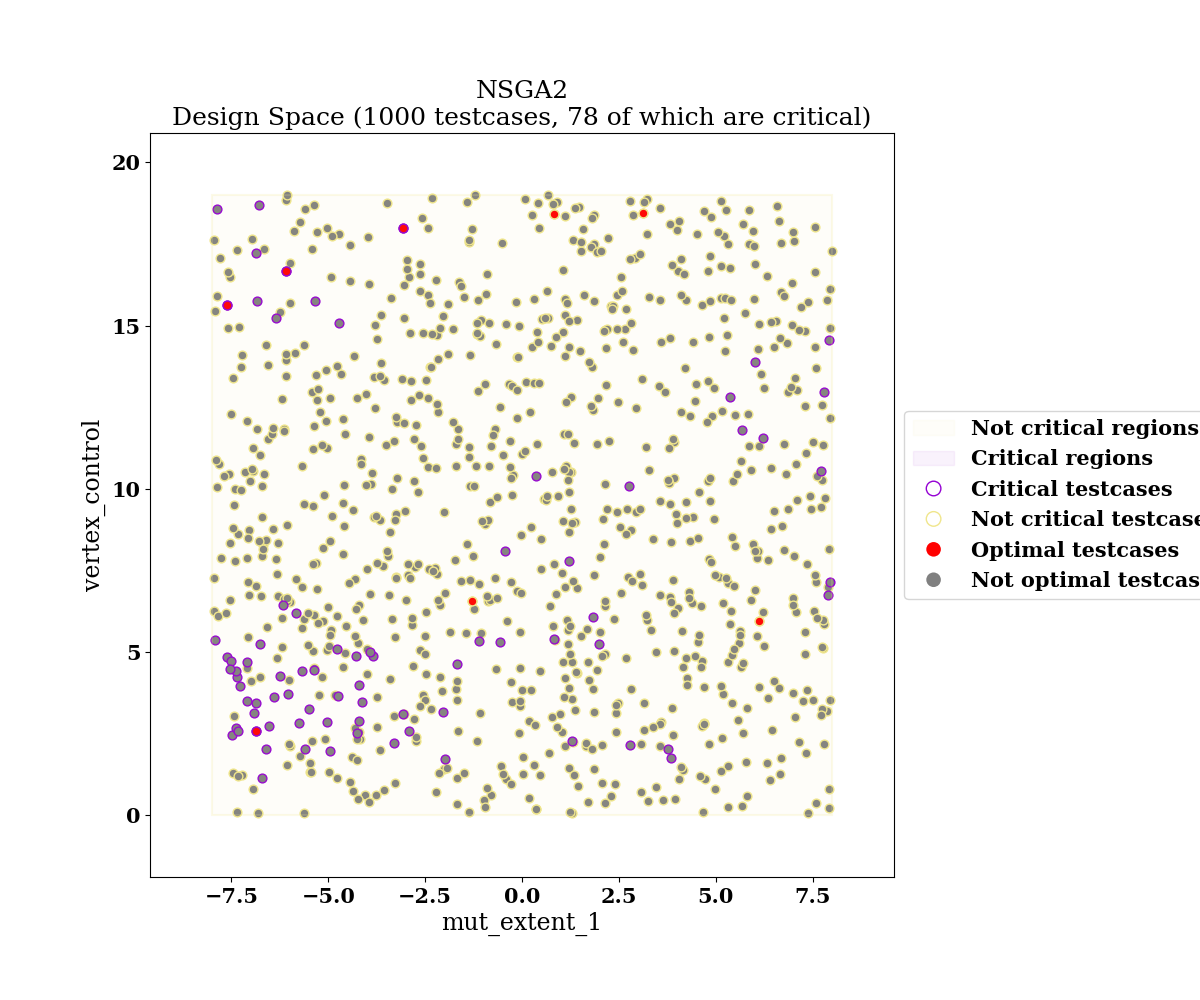 NSGA2
Design Space (1000 testcases, 78 of which are critical)
20
15
10
5
0
vertex_control
−7.5
−5.0
−2.5
0.0
2.5
5.0
7.5
mut_extent_1
Not critical regions
Critical regions
Critical testcases
Not critical testcase
Optimal testcases
Not optimal testcas